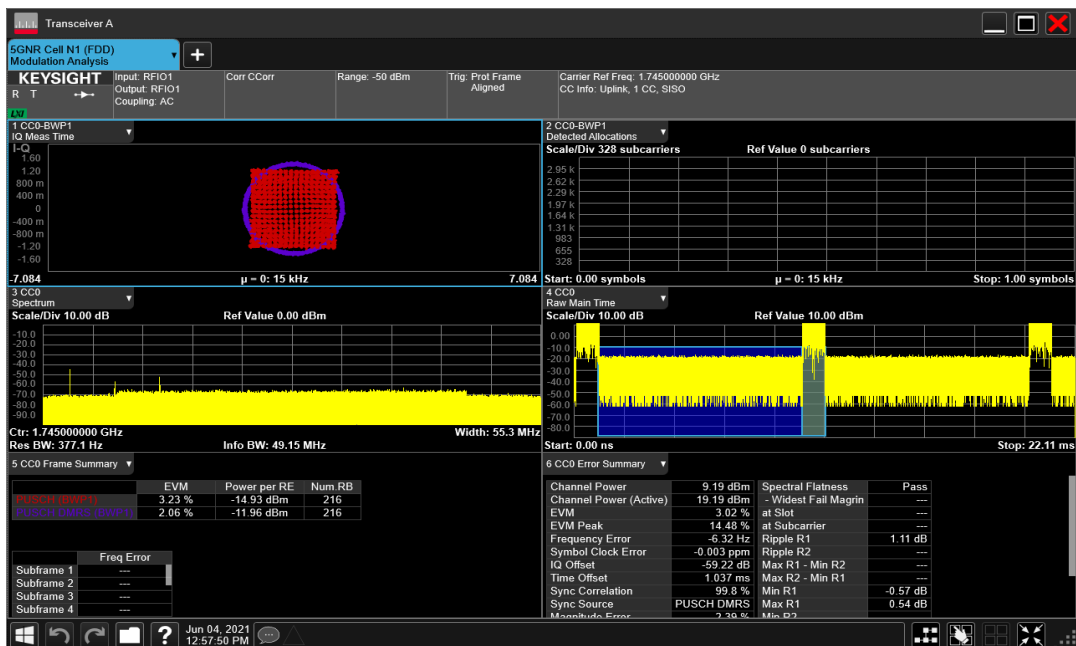 Transceiver A
5GNR Cell N1 (FDD)
Modulation Analysis
+
KEYSIGHT
R T
LXI
Input: RFIO1
Output: RFIO1
Coupling: AC
Corr CCorr
Range: -50 dBm
Trig: Prot Frame
Aligned
Carrier Ref Freq: 1.745000000 GHz
CC Info: Uplink, 1 CC, SISO
1 CC0-BWP1
IQ Meas Time
I-Q
1.60
1.20
800 m
400 m
0
-400 m
-800 m
-1.20
-1.60
-7.084 µ = 0: 15 kHz 7.084
2 CC0-BWP1
Detected Allocations
Scale/Div 328 subcarriers Ref Value 0 subcarriers
2.95 k
2.62 k
2.29 k
1.97 k
1.64 k
1.31 k
983
655
328
Start: 0.00 symbols µ = 0: 15 kHz Stop: 1.00 symbols
3 CC0
Spectrum
Scale/Div 10.00 dB Ref Value 0.00 dBm
-10.0
-20.0
-30.0
-40.0
-50.0
-60.0
-70.0
-80.0
-90.0
Ctr: 1.745000000 GHz Width: 55.3 MHz
Res BW: 377.1 Hz Info BW: 49.15 MHz
4 CC0
Raw Main Time
Scale/Div 10.00 dB Ref Value 10.00 dBm
0.00
-10.0
-20.0
-30.0
-40.0
-50.0
-60.0
-70.0
-80.0
Start: 0.00 ns Stop: 22.11 ms
5 CC0 Frame Summary
EVM Power per RE Num.RB
PUSCH (BWP1) 3.23 % -14.93 dBm 216
PUSCH DMRS (BWP1) 2.06 % -11.96 dBm 216
Freq Error
Subframe 1 ---
Subframe 2 ---
Subframe 3 ---
Subframe 4 ---
6 CC0 Error Summary
Channel Power 9.19 dBm Spectral Flatness Pass
Channel Power (Active) 19.19 dBm - Widest Fail Magrin ---
EVM 3.02 % at Slot ---
EVM Peak 14.48 % at Subcarrier ---
Frequency Error -6.32 Hz Ripple R1 1.11 dB
Symbol Clock Error -0.003 ppm Ripple R2 ---
IQ Offset -59.22 dB Max R1 - Min R2 ---
Time Offset 1.037 ms Max R2 - Min R1 ---
Sync Correlation 99.8 % Min R1 -0.57 dB
Sync Source PUSCH DMRS Max R1 0.54 dB
Magnitude Error 2.39 % Min R2 ---
?
Jun 04, 2021
12:57:50 PM